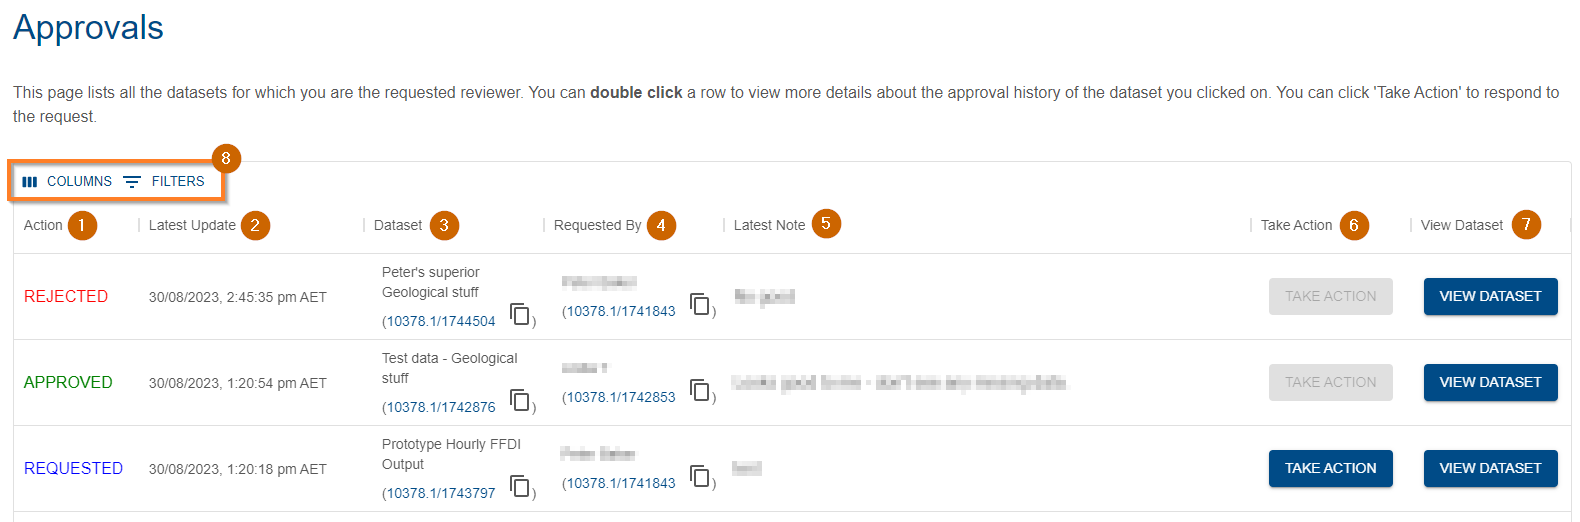 Approvals
This page lists all the datasets for which you are the requested reviewer. You can double click a row to view more details about the approval history of the dataset you clicked on. You can click 'Take Action' to respond to
the request.
8
COLUMNS FILTERS
Action 1 Latest Update 2 Dataset 3 Requested By 4 Latest Note 5 Take Action 6 View Dataset 7
Peter's superior
REJECTED 30/08/2023, 2:45:35 pm AET Geological stuff TAKE ACTION VIEW DATASET
(10378.1/1744504 ) (10378.1/1741843 )
Test data - Geological
APPROVED 30/08/2023, 1:20:54 pm AET stuff TAKE ACTION VIEW DATASET
(10378.1/1742876 ) (10378.1/1742853 )
Prototype Hourly FFDI
REQUESTED 30/08/2023, 1:20:18 pm AET Output TAKE ACTION VIEW DATASET
(10378.1/1743797 ) (10378.1/1741843 )